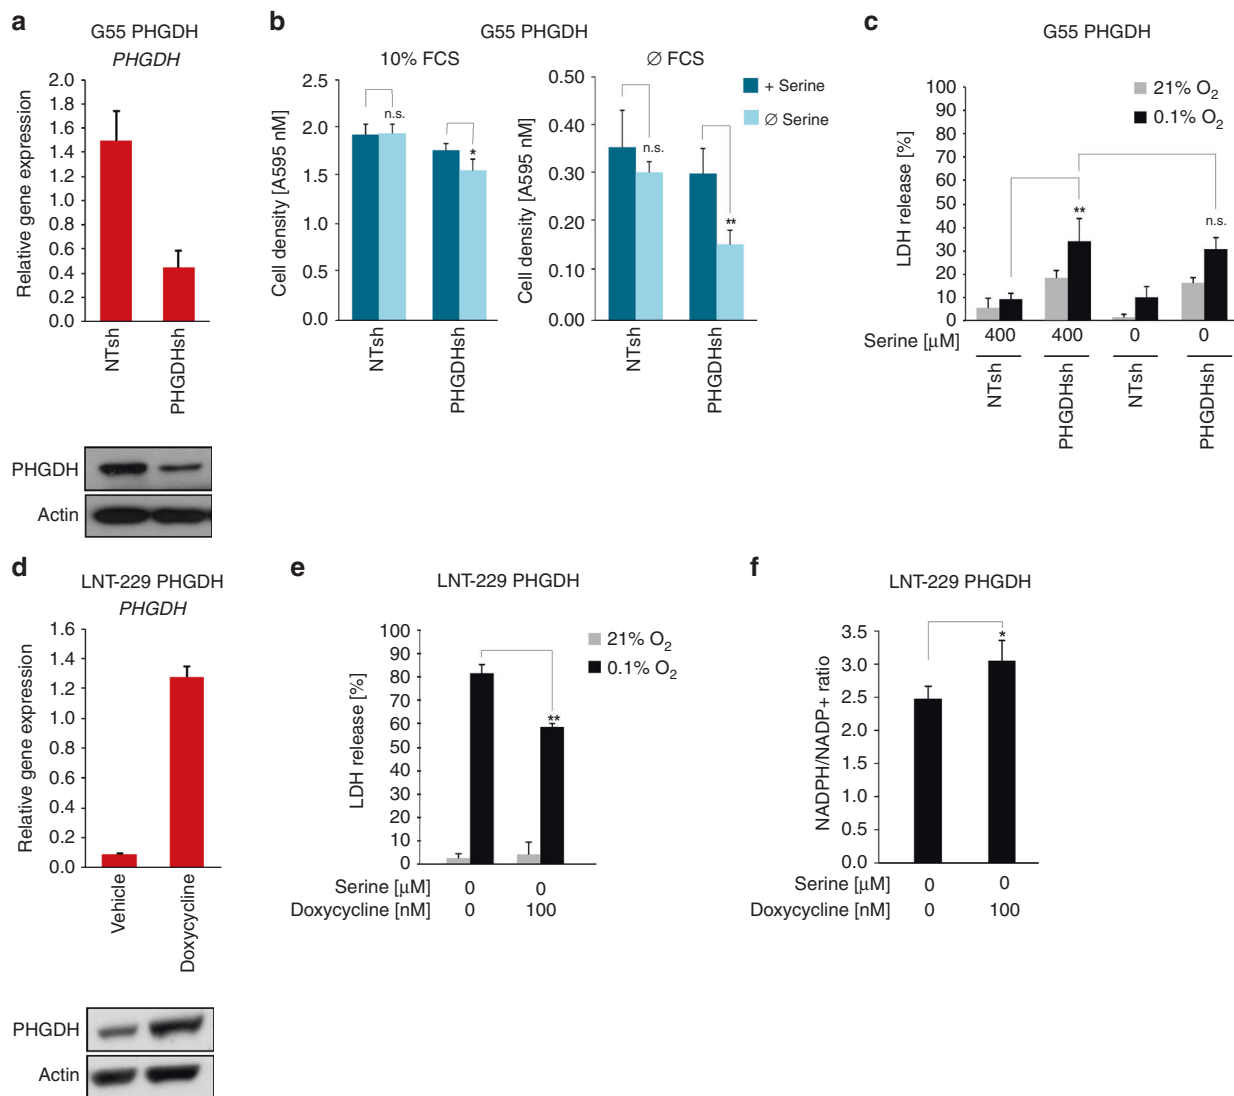 a
G55 PHGDH
PHGDH
Relative gene expression
2.0
1.8
1.6
1.4
1.2
1.0
0.8
0.6
0.4
0.2
0.0
NTsh
PHGDHsh
PHGDH
Actin
b
G55 PHGDH
10% FCS
Cell density [A595 nM]
2.5
2.0
1.5
1.0
0.5
0.0
n.s.
*
NTsh
PHGDHsh
Ø FCS
Cell density [A595 nM]
0.50
0.40
0.30
0.20
0.10
0.00
n.s.
**
NTsh
PHGDHsh
+ Serine
Ø Serine
c
G55 PHGDH
21% O2
0.1% O2
LDH release [%]
100
90
80
70
60
50
40
30
20
10
0
**
n.s.
Serine [µM] 400 400 0 0
NTsh
PHGDHsh
NTsh
PHGDHsh
d
LNT-229 PHGDH
PHGDH
Relative gene expression
1.6
1.4
1.2
1.0
0.8
0.6
0.4
0.2
0.0
Vehicle
Doxycycline
PHGDH
Actin
e
LNT-229 PHGDH
21% O2
0.1% O2
LDH release [%]
100
90
80
70
60
50
40
30
20
10
0
**
Serine [µM] 0 0
Doxycycline [nM] 0 100
f
LNT-229 PHGDH
NADPH/NADP+ ratio
3.5
3.0
2.5
2.0
1.5
1.0
0.5
0.0
*
Serine [µM] 0 0
Doxycycline [nM] 0 100